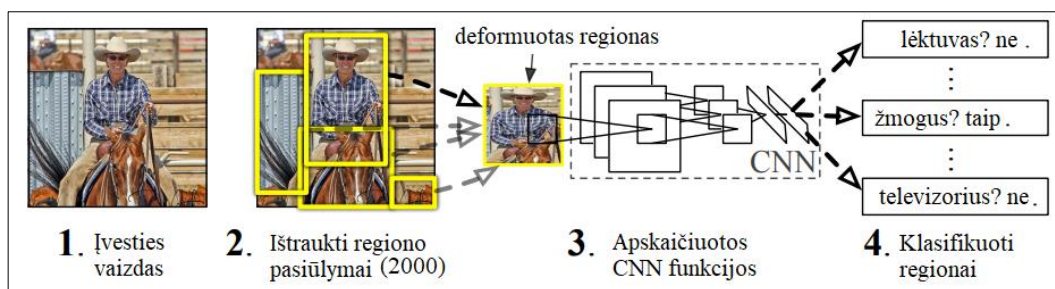 deformuotas regionas
lėktuvas? ne .
žmogus? taip .
CNN
televizorius? ne .
1. Įvesties
vaizdas
2. Ištraukti regiono
pasiūlymai (2000)
3. Apskaičiuotos
CNN funkcijos
4. Klasifikuoti
regionai